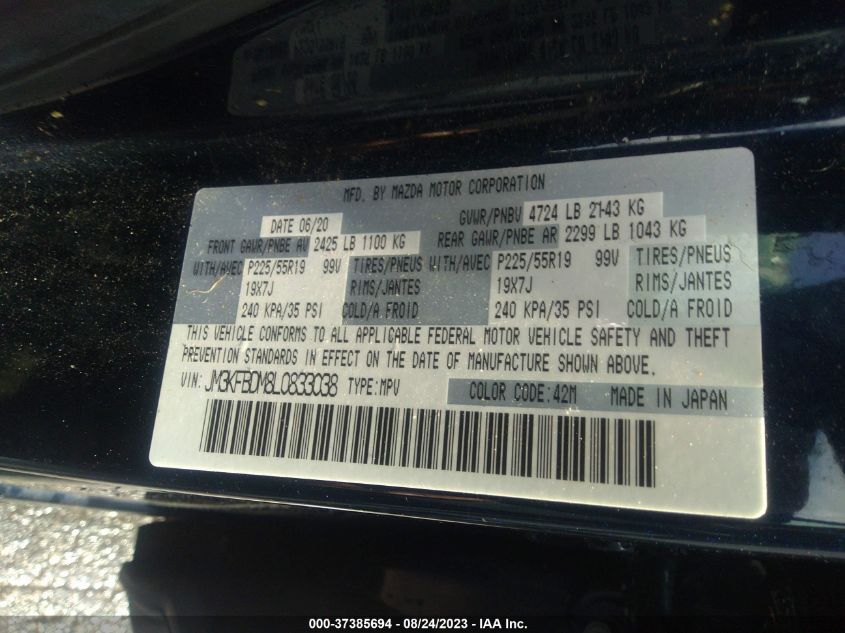 MFD. BY MAZDA MOTOR CORPORATION
DATE 06/20 GVWR/PNBV 4724 LB 2143 KG
FRONT GAWR/PNBE AV 2425 LB 1100 KG REAR GAWR/PNBE AR 2299 LB 1043 KG
WITH/AVEC P225/55R19 99V TIRES/PNEUS WITH/AVEC P225/55R19 99V TIRES/PNEUS
19X7J RIMS/JANTES 19X7J RIMS/JANTES
240 KPA/35 PSI COLD/A FROID 240 KPA/35 PSI COLD/A FROID
THIS VEHICLE CONFORMS TO ALL APPLICABLE FEDERAL MOTOR VEHICLE SAFETY AND THEFT
PREVENTION STANDARDS IN EFFECT ON THE DATE OF MANUFACTURE SHOWN ABOVE.
VIN: JM3KFBDM8L0833038 TYPE:MPV COLOR CODE:42M MADE IN JAPAN
000-37385694 - 08/24/2023 - IAA Inc.